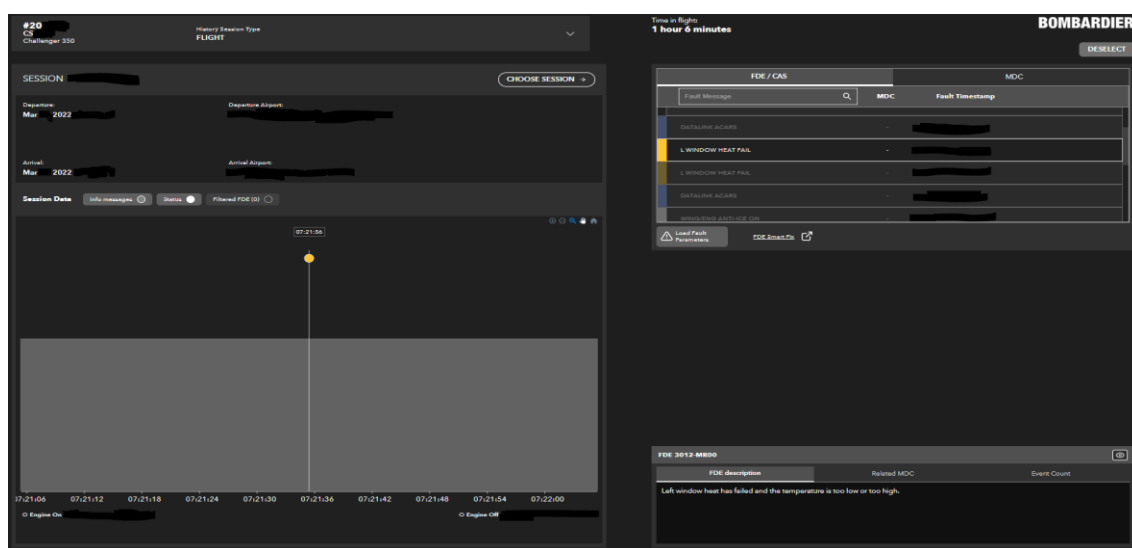 #20
CS
Challenger 350
History Session Type
FLIGHT
SESSION
CHOOSE SESSION →
Departure:
Mar 2022
Departure Airport:
Arrival:
Mar 2022
Arrival Airport:
Session Data
Info messages
Status
Filtered FDE (0)
07:21:36
07:21:06 07:21:12 07:21:18 07:21:24 07:21:30 07:21:36 07:21:42 07:21:48 07:21:54 07:22:00
Engine On
Engine Off
Time in flight:
1 hour 6 minutes
BOMBARDIER
DESELECT
FDE / CAS
MDC
Fault Message
MDC
Fault Timestamp
DATALINK ACARS -
L WINDOW HEAT FAIL -
L WINDOW HEAT FAIL -
DATALINK ACARS -
WING/ENG ANTI-ICE ON -
Load Fault
Parameters
FDE Smart Fix
FDE 3012-MR00
FDE description
Related MDC
Event Count
Left window heat has failed and the temperature is too low or too high.